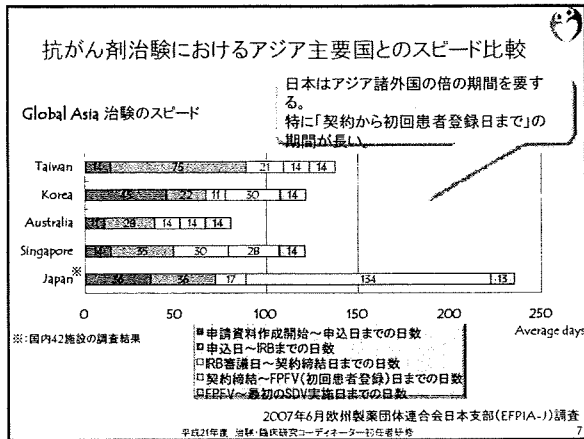 抗がん剤治験におけるアジア主要国とのスピード比較
日本はアジア諸外国の倍の期間を要す
る。
特に「契約から初回患者登録日まで」の
期間が長い。
Global Asia 治験のスピード
Taiwan 14 75 21 14 14
Korea 45 22 11 30 14
Australia 11 28 14 14 14
Singapore 14 35 30 28 14
Japan※ 36 36 17 134 13
0 50 100 150 200 250
Average days
※:国内42施設の調査結果
申請資料作成開始～申込日までの日数
申込日～IRBまでの日数
IRB審議日～契約締結日までの日数
契約締結～FPFV(初回患者登録)日までの日数
FPFV～最初のSDV実施日までの日数
2007年6月欧州製薬団体連合会日本支部(EFPIA-J)調査
平成21年度 治験・臨床研究コーディネーター初任者研修
7